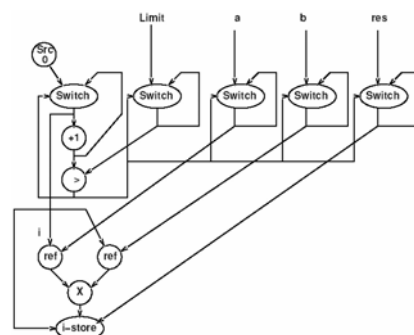 Limit a b res
Src
0
Switch Switch Switch Switch Switch
+1
>
i
ref ref
X
i-store